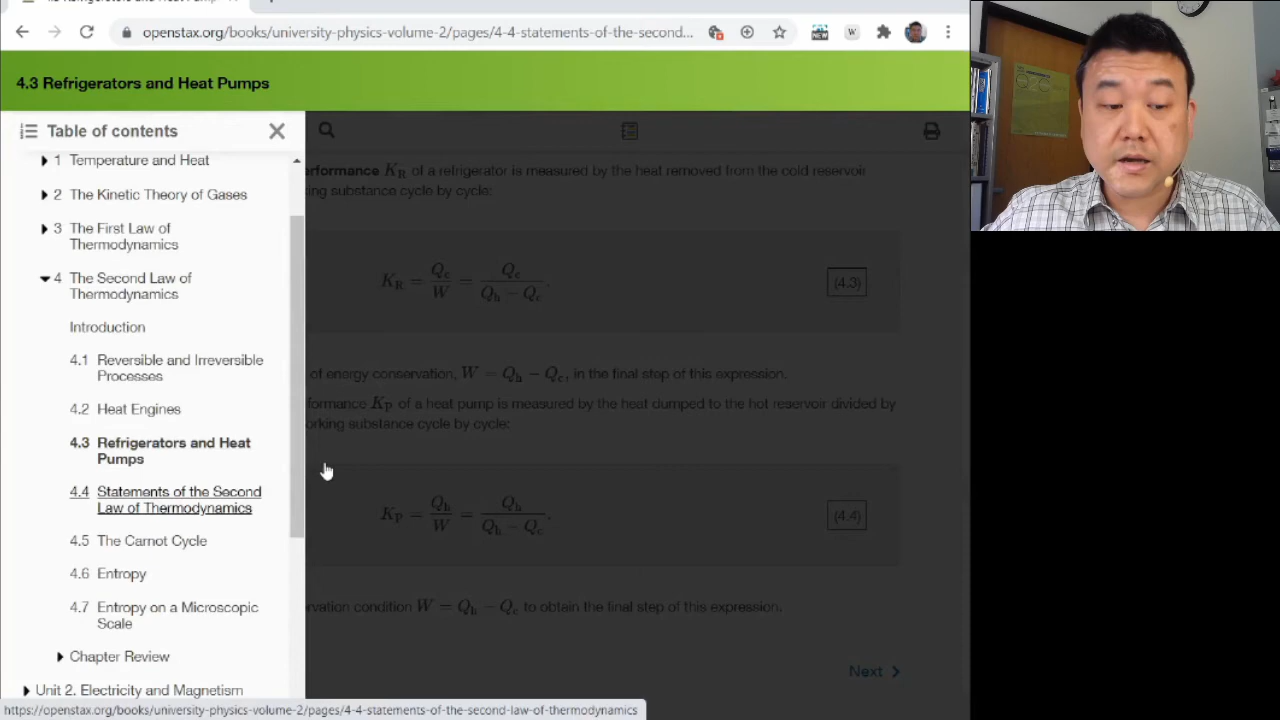 openstax.org/books/university-physics-volume-2/pages/4-4-statements-of-the-second...
NEW
W
4.3 Refrigerators and Heat Pumps
Table of contents
1 Temperature and Heat
2 The Kinetic Theory of Gases
3 The First Law of
Thermodynamics
4 The Second Law of
Thermodynamics
Introduction
4.1 Reversible and Irreversible
Processes
4.2 Heat Engines
4.3 Refrigerators and Heat
Pumps
4.4 Statements of the Second
Law of Thermodynamics
4.5 The Carnot Cycle
4.6 Entropy
4.7 Entropy on a Microscopic
Scale
Chapter Review
Unit 2. Electricity and Magnetism
erformance K_R of a refrigerator is measured by the heat removed from the cold reservoir
king substance cycle by cycle:
K_R = Q_c/W = Q_c/(Q_h − Q_c).
(4.3)
of energy conservation, W = Q_h − Q_c, in the final step of this expression.
formance K_P of a heat pump is measured by the heat dumped to the hot reservoir divided by
orking substance cycle by cycle:
K_P = Q_h/W = Q_h/(Q_h − Q_c).
(4.4)
rvation condition W = Q_h − Q_c to obtain the final step of this expression.
Next
https://openstax.org/books/university-physics-volume-2/pages/4-4-statements-of-the-second-law-of-thermodynamics